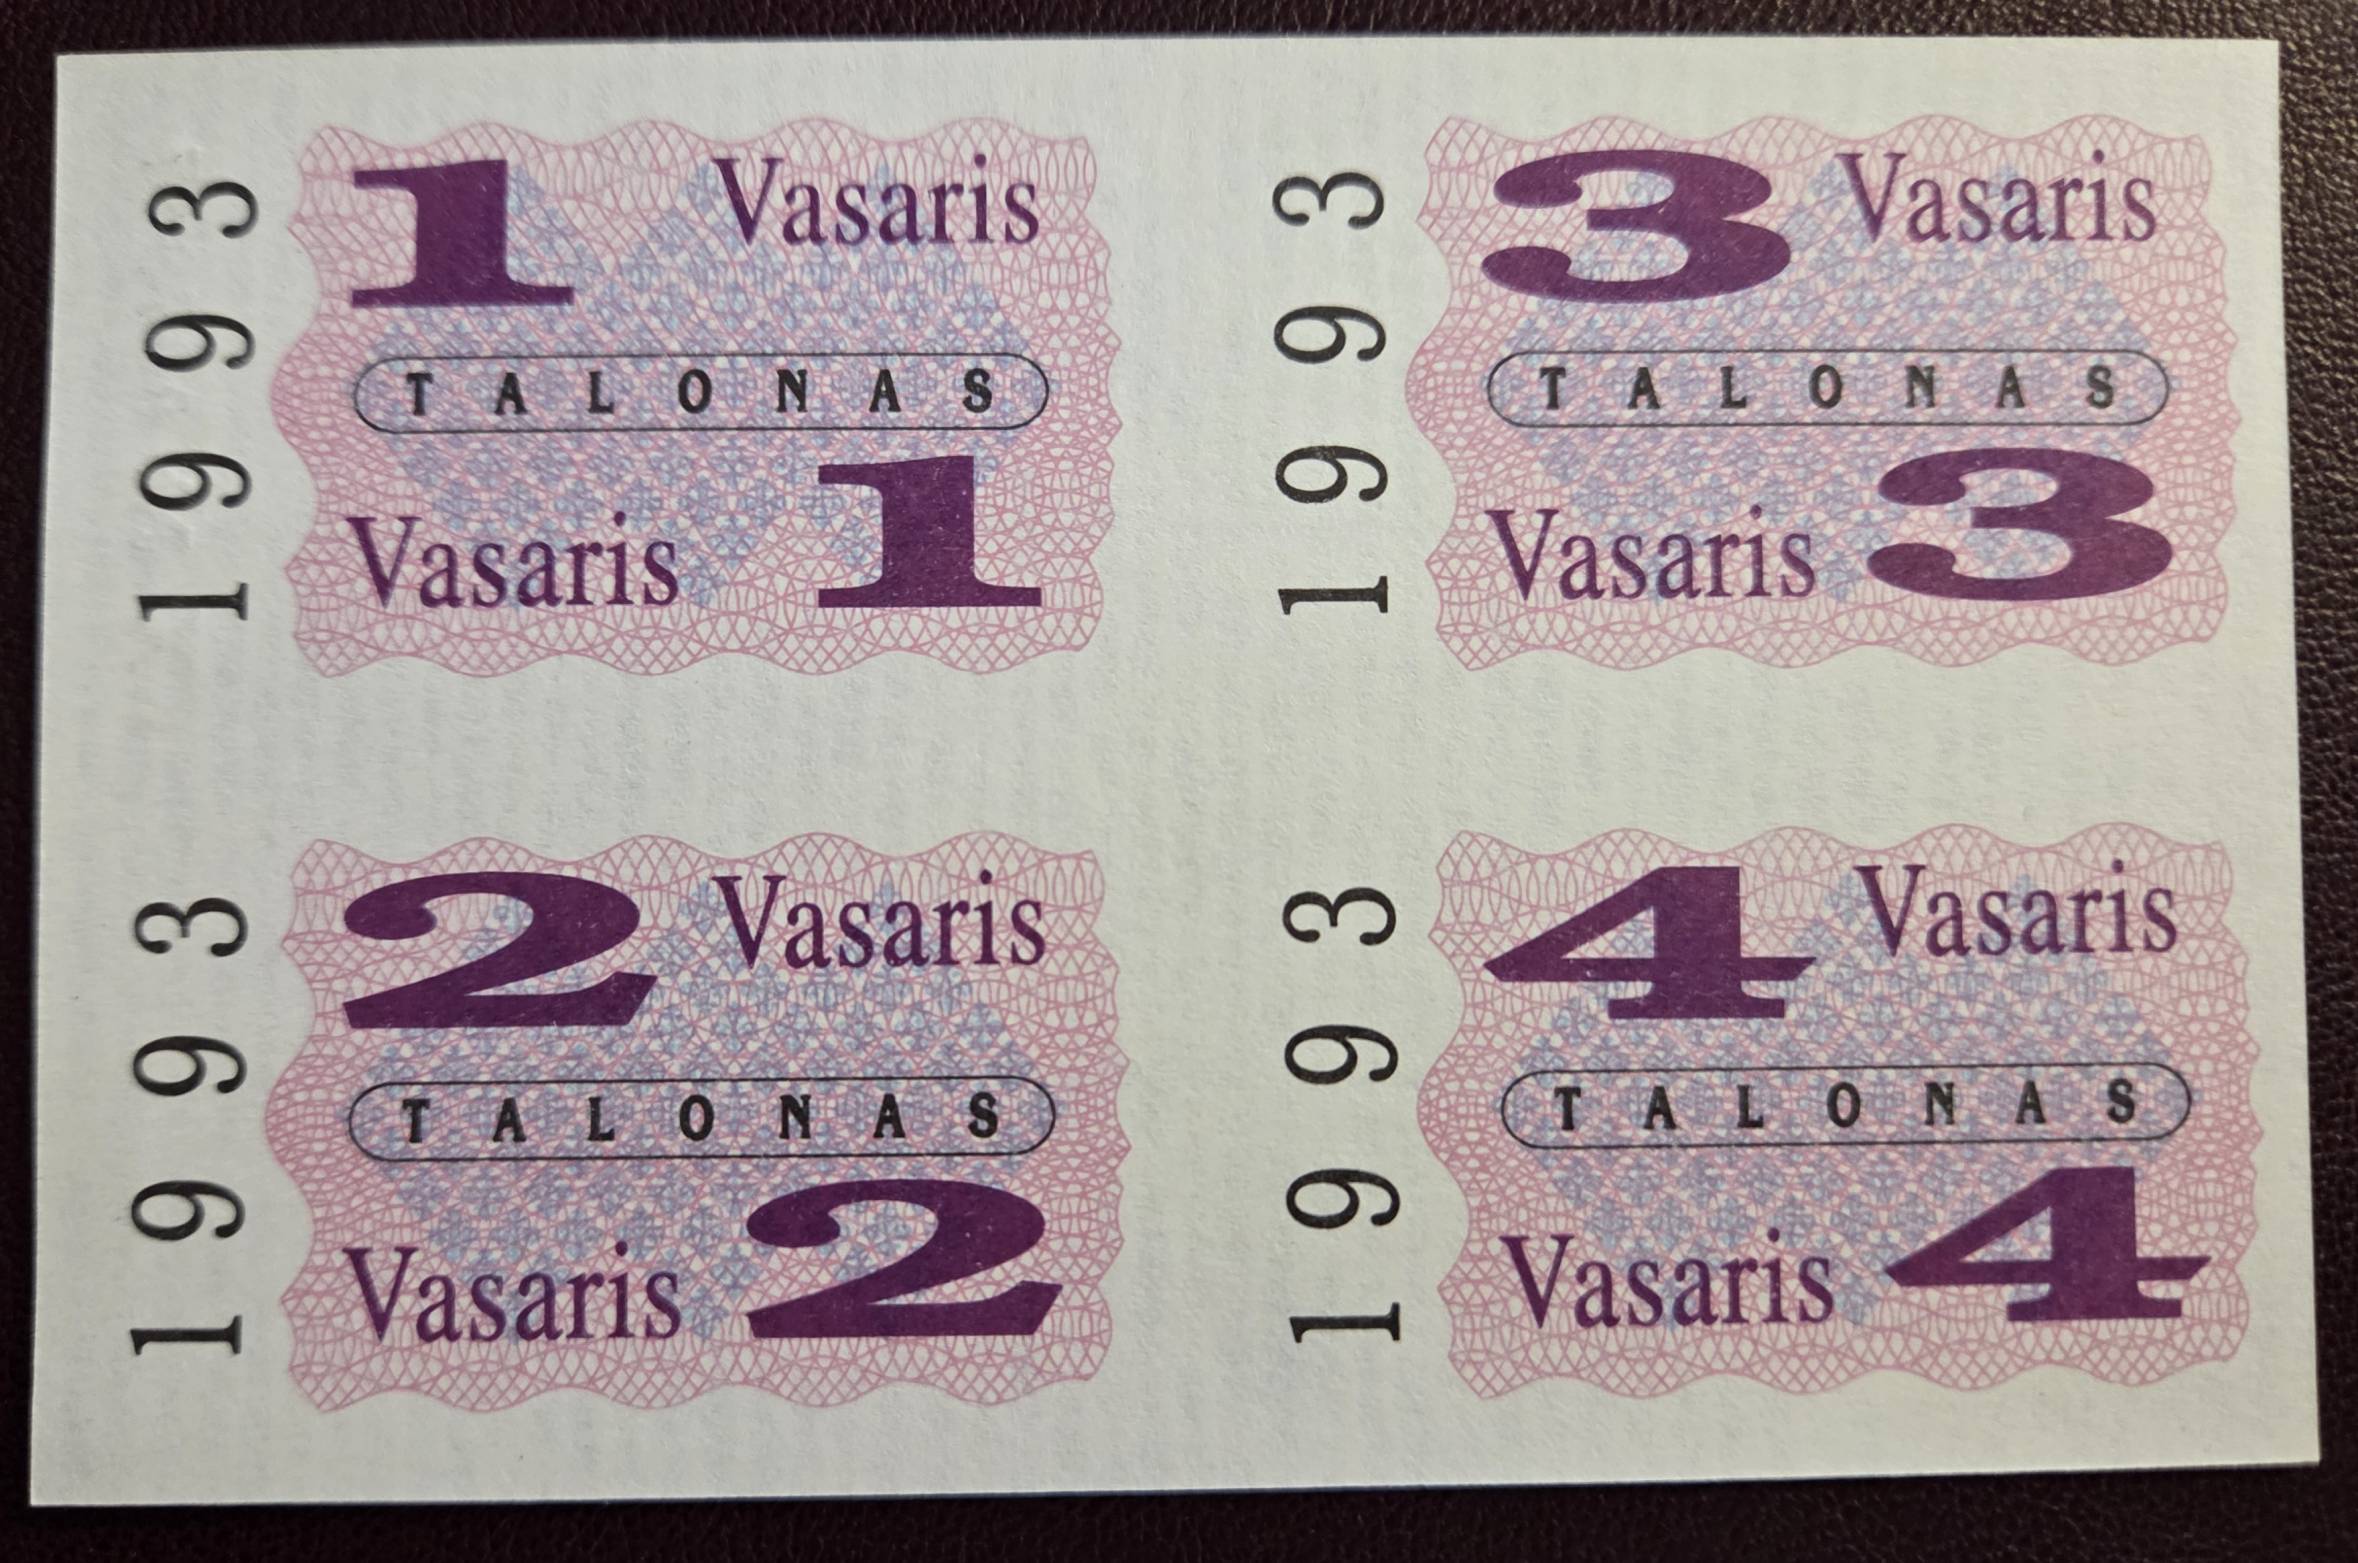 1993
1 Vasaris
TALONAS
Vasaris 1
1993
3 Vasaris
TALONAS
Vasaris 3
1993
2 Vasaris
TALONAS
Vasaris 2
1993
4 Vasaris
TALONAS
Vasaris 4